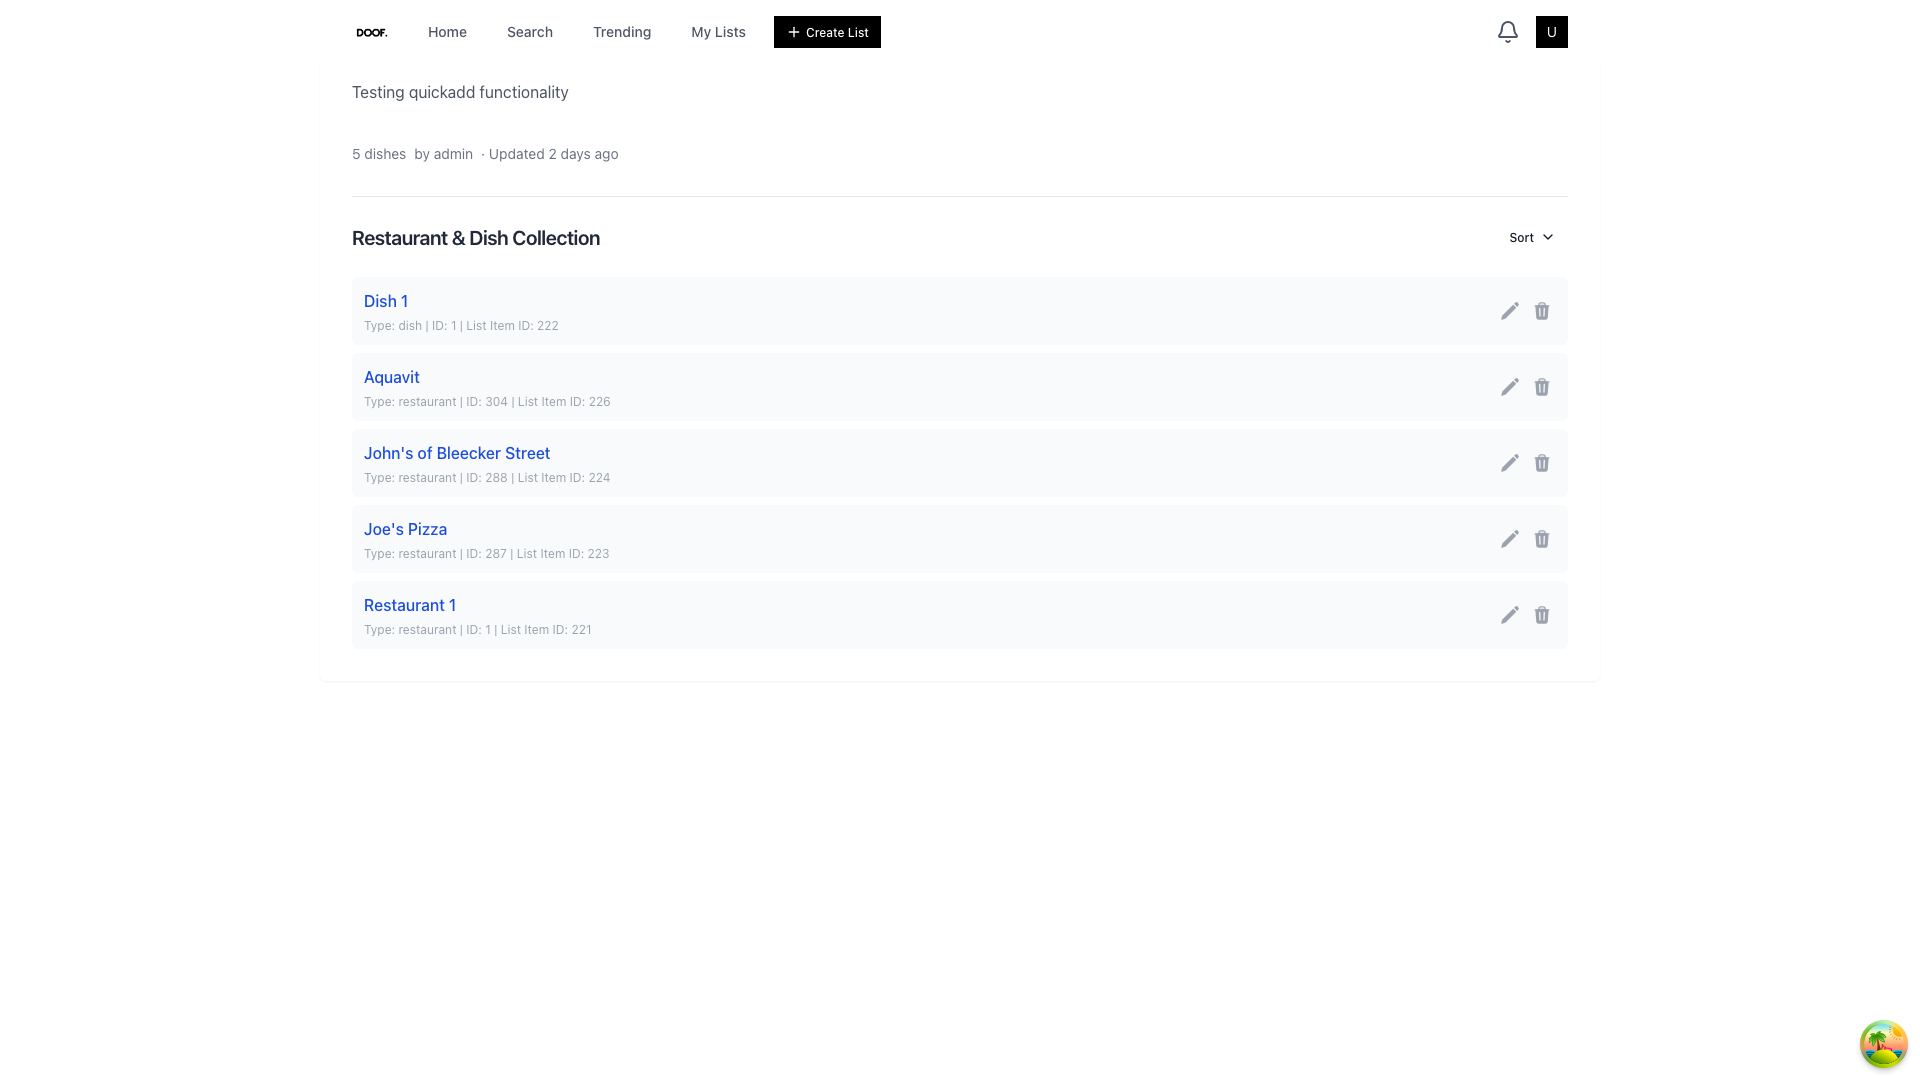 DOOF.
Home
Search
Trending
My Lists
+ Create List
U
Testing quickadd functionality
5 dishes by admin · Updated 2 days ago
Restaurant & Dish Collection
Sort
Dish 1
Type: dish | ID: 1 | List Item ID: 222
Aquavit
Type: restaurant | ID: 304 | List Item ID: 226
John's of Bleecker Street
Type: restaurant | ID: 288 | List Item ID: 224
Joe's Pizza
Type: restaurant | ID: 287 | List Item ID: 223
Restaurant 1
Type: restaurant | ID: 1 | List Item ID: 221